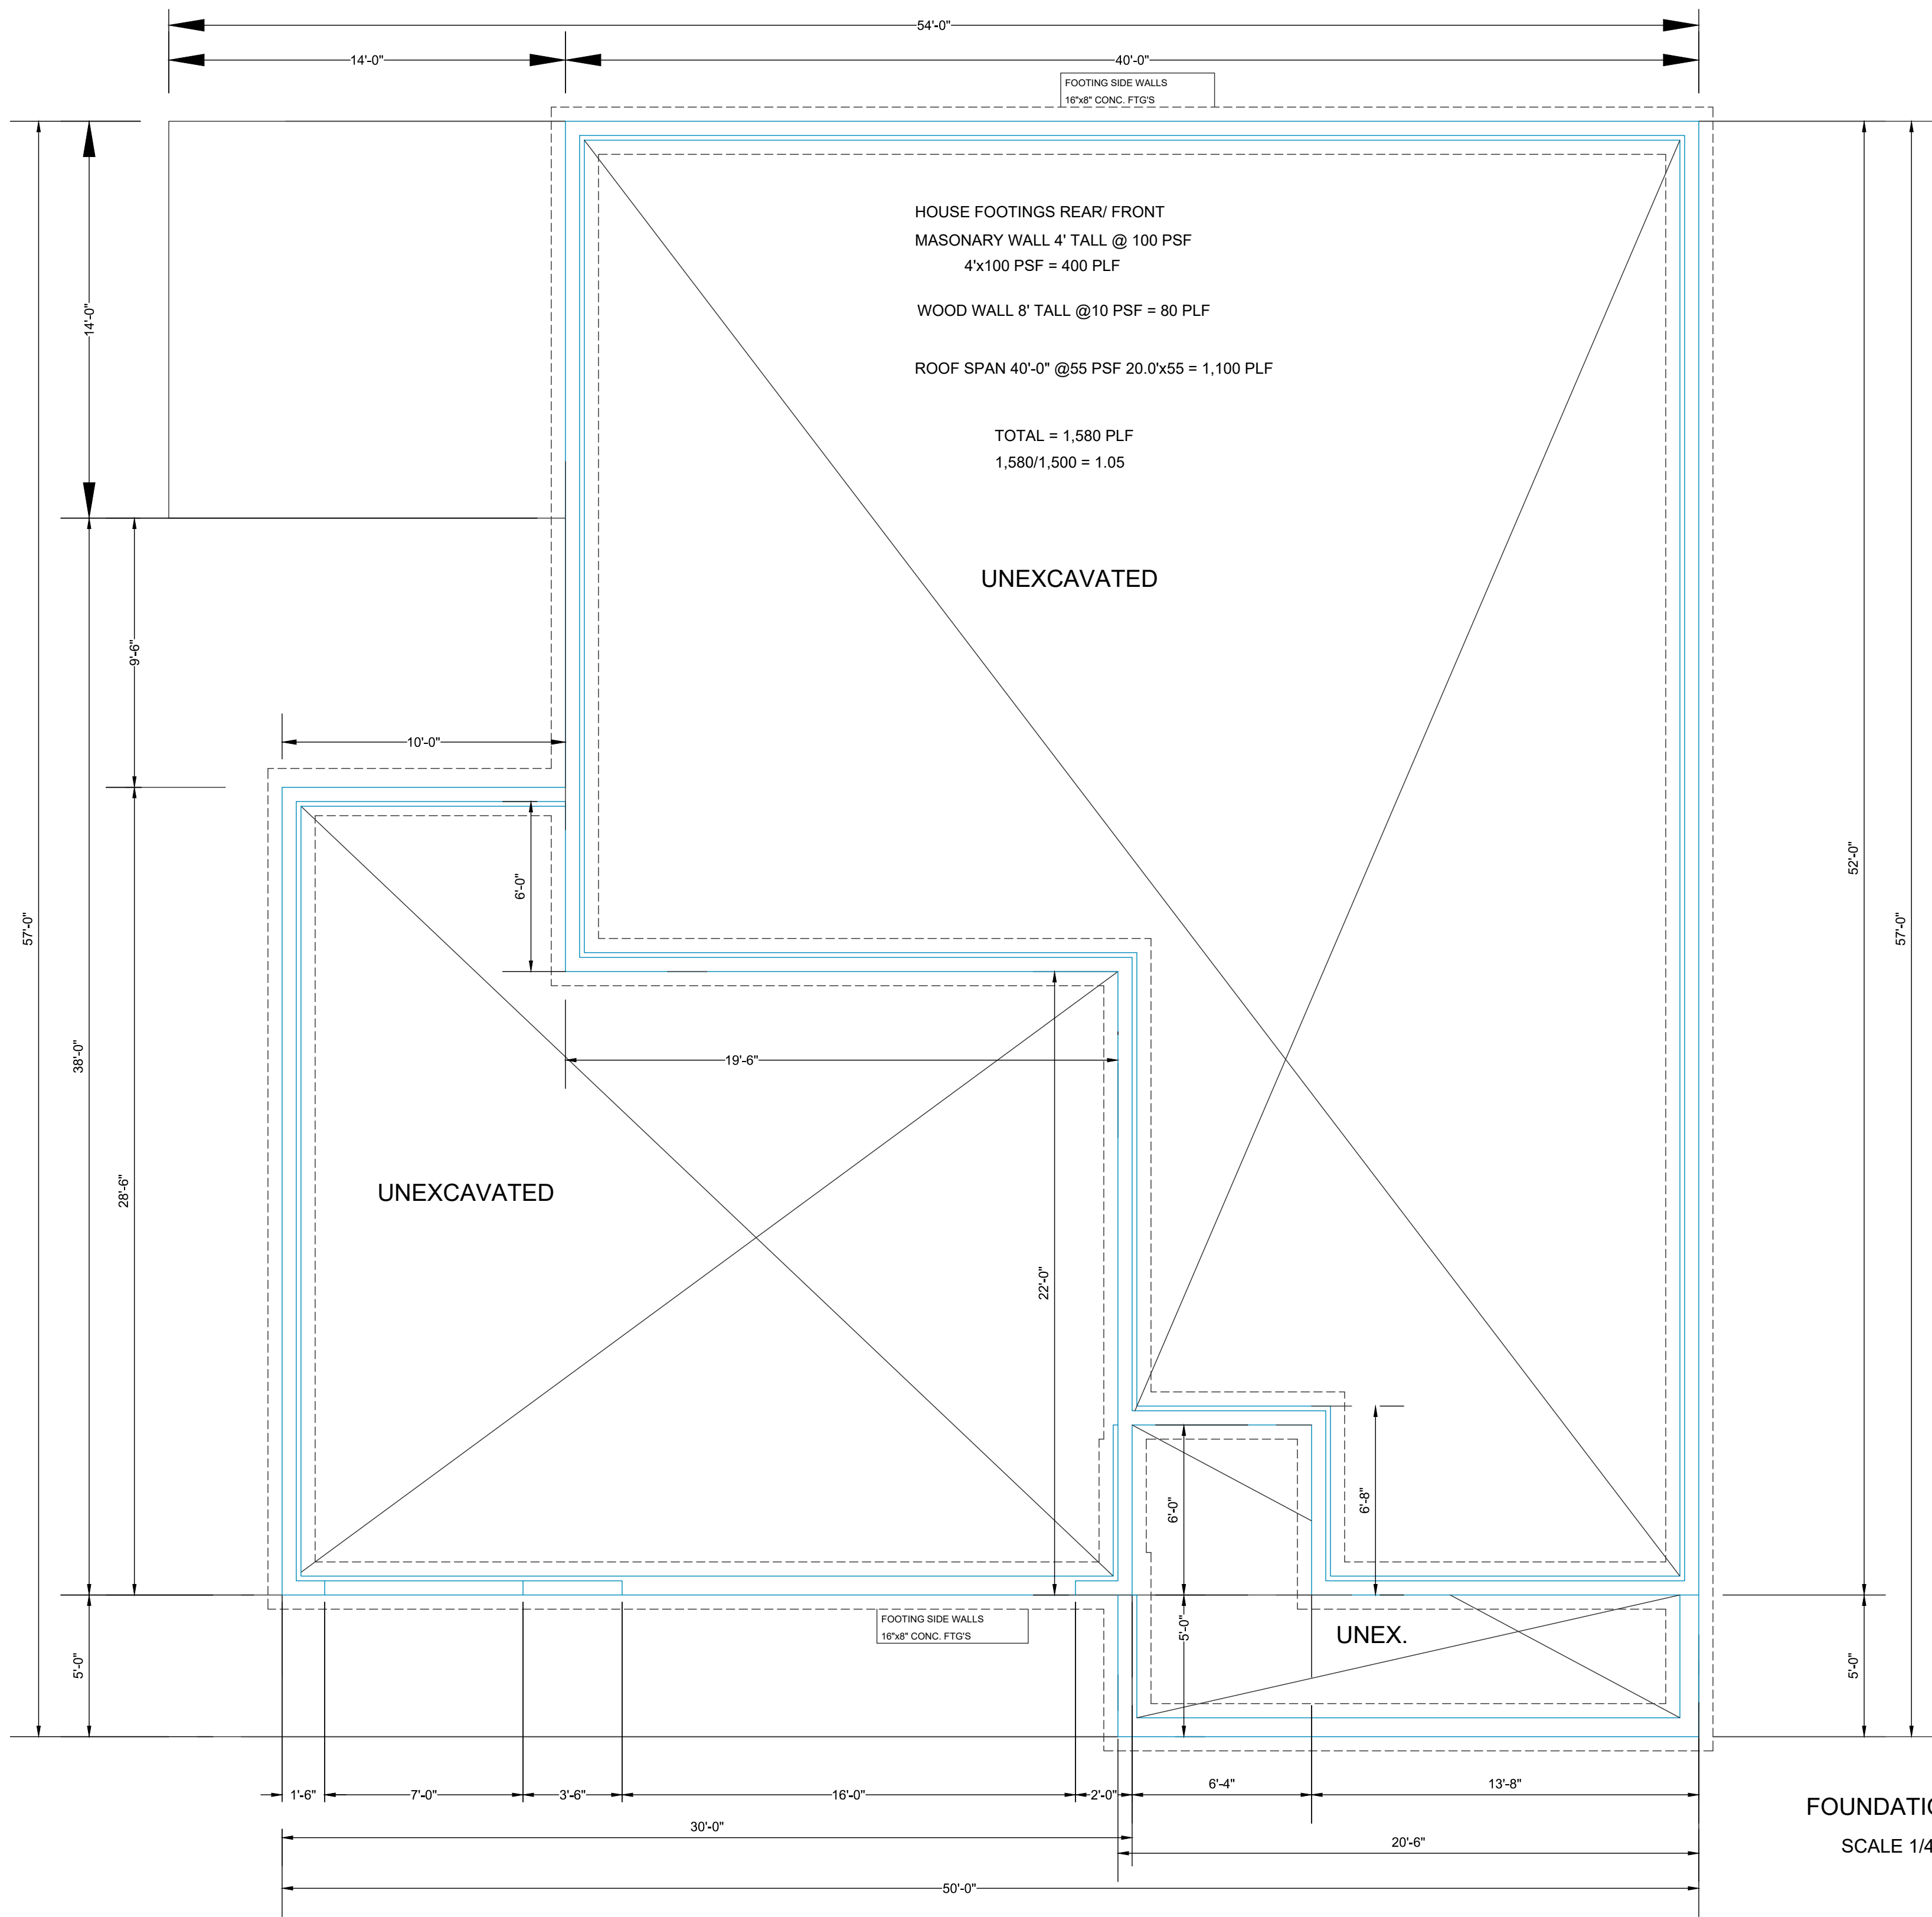 54'-0"
14'-0"
40'-0"
FOOTING SIDE WALLS
16"x8" CONC. FTG'S
HOUSE FOOTINGS REAR/ FRONT
MASONARY WALL 4' TALL @ 100 PSF
4'x100 PSF = 400 PLF
WOOD WALL 8' TALL @10 PSF = 80 PLF
ROOF SPAN 40'-0" @55 PSF 20.0'x55 = 1,100 PLF
TOTAL = 1,580 PLF
1,580/1,500 = 1.05
UNEXCAVATED
14'-0"
9'-6"
10'-0"
6'-0"
52'-0"
57'-0"
57'-0"
38'-0"
19'-6"
28'-6"
UNEXCAVATED
22'-0"
6'-0"
6'-8"
FOOTING SIDE WALLS
16"x8" CONC. FTG'S
5'-0"
UNEX.
5'-0"
5'-0"
1'-6"
7'-0"
3'-6"
16'-0"
2'-0"
6'-4"
13'-8"
30'-0"
20'-6"
50'-0"
FOUNDATIO
SCALE 1/4